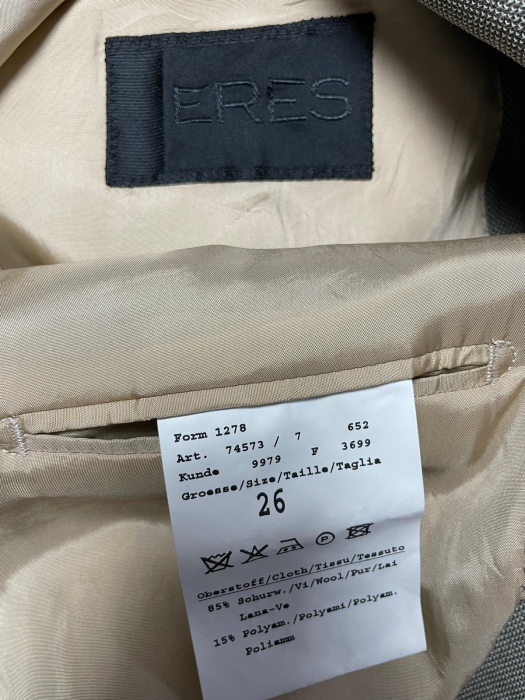 ERES
Form 1278
Art. 74573 / 7 652
Kunde 9979 F 3699
Groesse/Size/Taille/Taglia
26
P
Oberstoff/Cloth/Tissu/Tessuto
85% Schurw./Vi/Wool/Pur/Lai
Lana-Ve
15% Polyam./Polyami/Polyam.
Poliamm